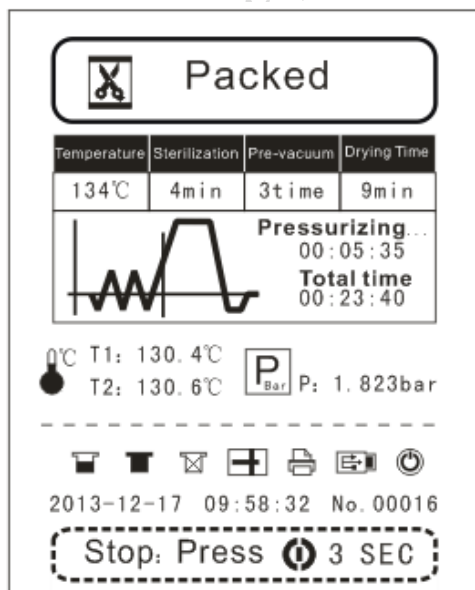 Packed
Temperature Sterilization Pre-vacuum Drying Time
134℃ 4min 3time 9min
Pressurizing...
00:05:35
Total time
00:23:40
℃ T1: 130.4℃
T2: 130.6℃
P Bar P: 1.823bar
2013-12-17 09:58:32 No.00016
Stop: Press 3 SEC